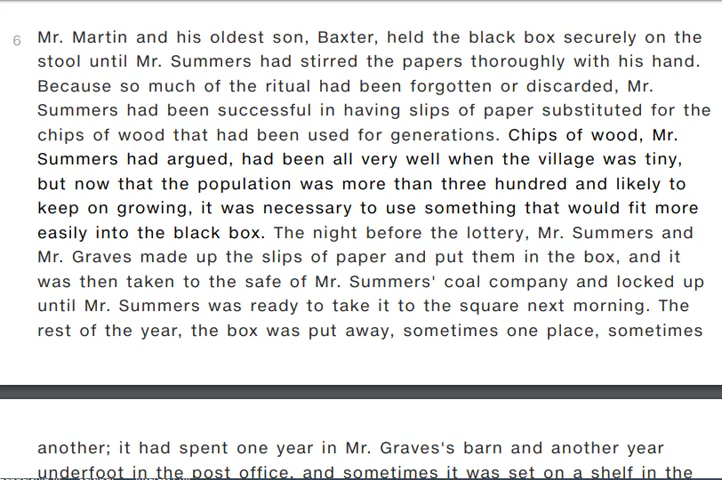 6 Mr. Martin and his oldest son, Baxter, held the black box securely on the
stool until Mr. Summers had stirred the papers thoroughly with his hand.
Because so much of the ritual had been forgotten or discarded, Mr.
Summers had been successful in having slips of paper substituted for the
chips of wood that had been used for generations. Chips of wood, Mr.
Summers had argued, had been all very well when the village was tiny,
but now that the population was more than three hundred and likely to
keep on growing, it was necessary to use something that would fit more
easily into the black box. The night before the lottery, Mr. Summers and
Mr. Graves made up the slips of paper and put them in the box, and it
was then taken to the safe of Mr. Summers' coal company and locked up
until Mr. Summers was ready to take it to the square next morning. The
rest of the year, the box was put away, sometimes one place, sometimes
another; it had spent one year in Mr. Graves's barn and another year
underfoot in the post office, and sometimes it was set on a shelf in the